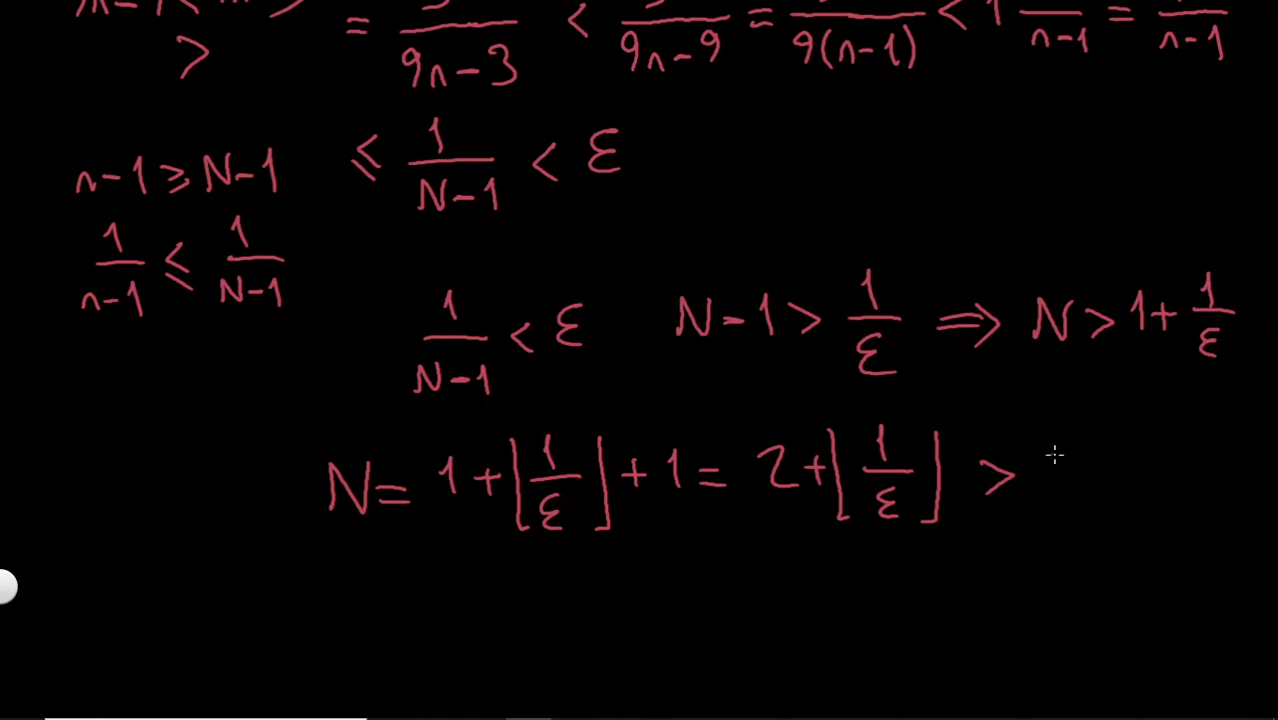 = 9n-3 < 9n-9 = 9(n-1) < 1 n-1 = n-1
>
n-1 ⩾ N-1 ⩽ 1/(N-1) < ε
1/(n-1) ⩽ 1/(N-1)
1/(N-1) < ε N-1 > 1/ε ⇒ N > 1 + 1/ε
N = 1 + ⌊1/ε⌋ + 1 = 2 + ⌊1/ε⌋ >